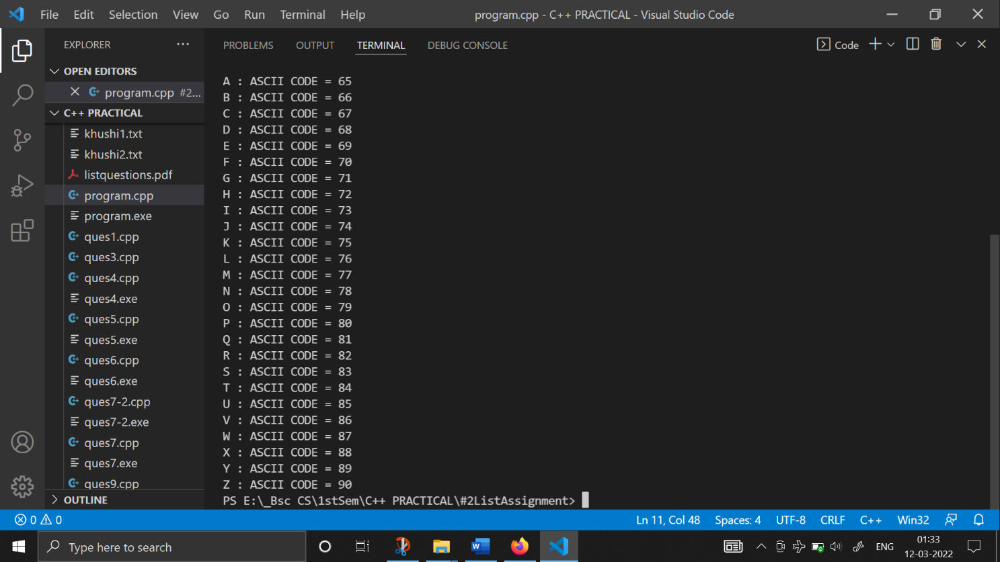 File Edit Selection View Go Run Terminal Help
program.cpp - C++ PRACTICAL - Visual Studio Code
EXPLORER
PROBLEMS OUTPUT TERMINAL DEBUG CONSOLE
Code
OPEN EDITORS
program.cpp #2...
C++ PRACTICAL
khushi1.txt
khushi2.txt
listquestions.pdf
program.cpp
program.exe
ques1.cpp
ques3.cpp
ques4.cpp
ques4.exe
ques5.cpp
ques5.exe
ques6.cpp
ques6.exe
ques7-2.cpp
ques7-2.exe
ques7.cpp
ques7.exe
ques9.cpp
OUTLINE
A : ASCII CODE = 65
B : ASCII CODE = 66
C : ASCII CODE = 67
D : ASCII CODE = 68
E : ASCII CODE = 69
F : ASCII CODE = 70
G : ASCII CODE = 71
H : ASCII CODE = 72
I : ASCII CODE = 73
J : ASCII CODE = 74
K : ASCII CODE = 75
L : ASCII CODE = 76
M : ASCII CODE = 77
N : ASCII CODE = 78
O : ASCII CODE = 79
P : ASCII CODE = 80
Q : ASCII CODE = 81
R : ASCII CODE = 82
S : ASCII CODE = 83
T : ASCII CODE = 84
U : ASCII CODE = 85
V : ASCII CODE = 86
W : ASCII CODE = 87
X : ASCII CODE = 88
Y : ASCII CODE = 89
Z : ASCII CODE = 90
PS E:\_Bsc CS\1stSem\C++ PRACTICAL\#2ListAssignment>
0 0
Ln 11, Col 48 Spaces: 4 UTF-8 CRLF C++ Win32
Type here to search
ENG
01:33
12-03-2022